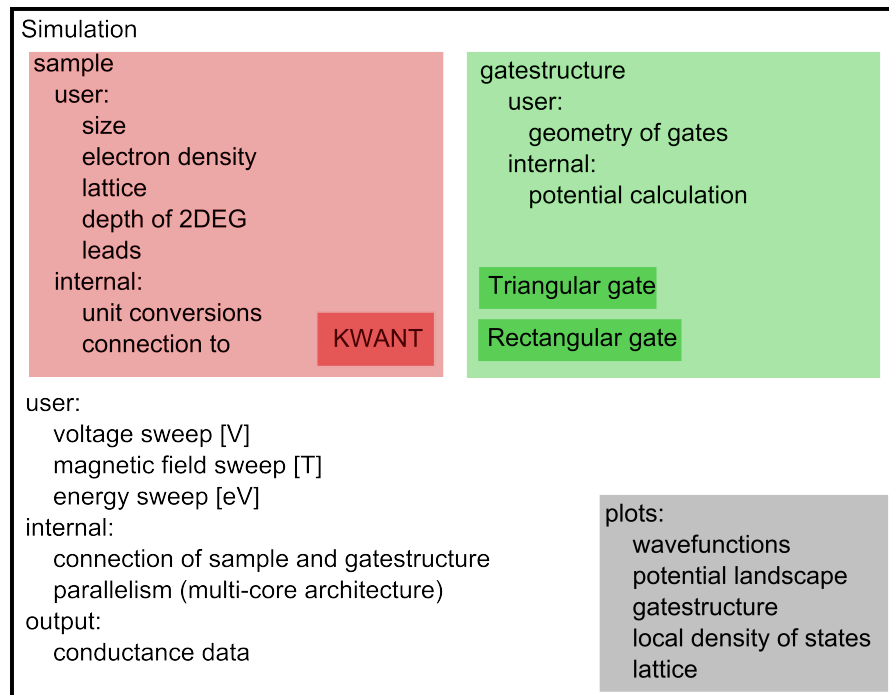 Simulation
sample
user:
size
electron density
lattice
depth of 2DEG
leads
internal:
unit conversions
connection to
KWANT
gatestructure
user:
geometry of gates
internal:
potential calculation
Triangular gate
Rectangular gate
user:
voltage sweep [V]
magnetic field sweep [T]
energy sweep [eV]
internal:
connection of sample and gatestructure
parallelism (multi-core architecture)
output:
conductance data
plots:
wavefunctions
potential landscape
gatestructure
local density of states
lattice